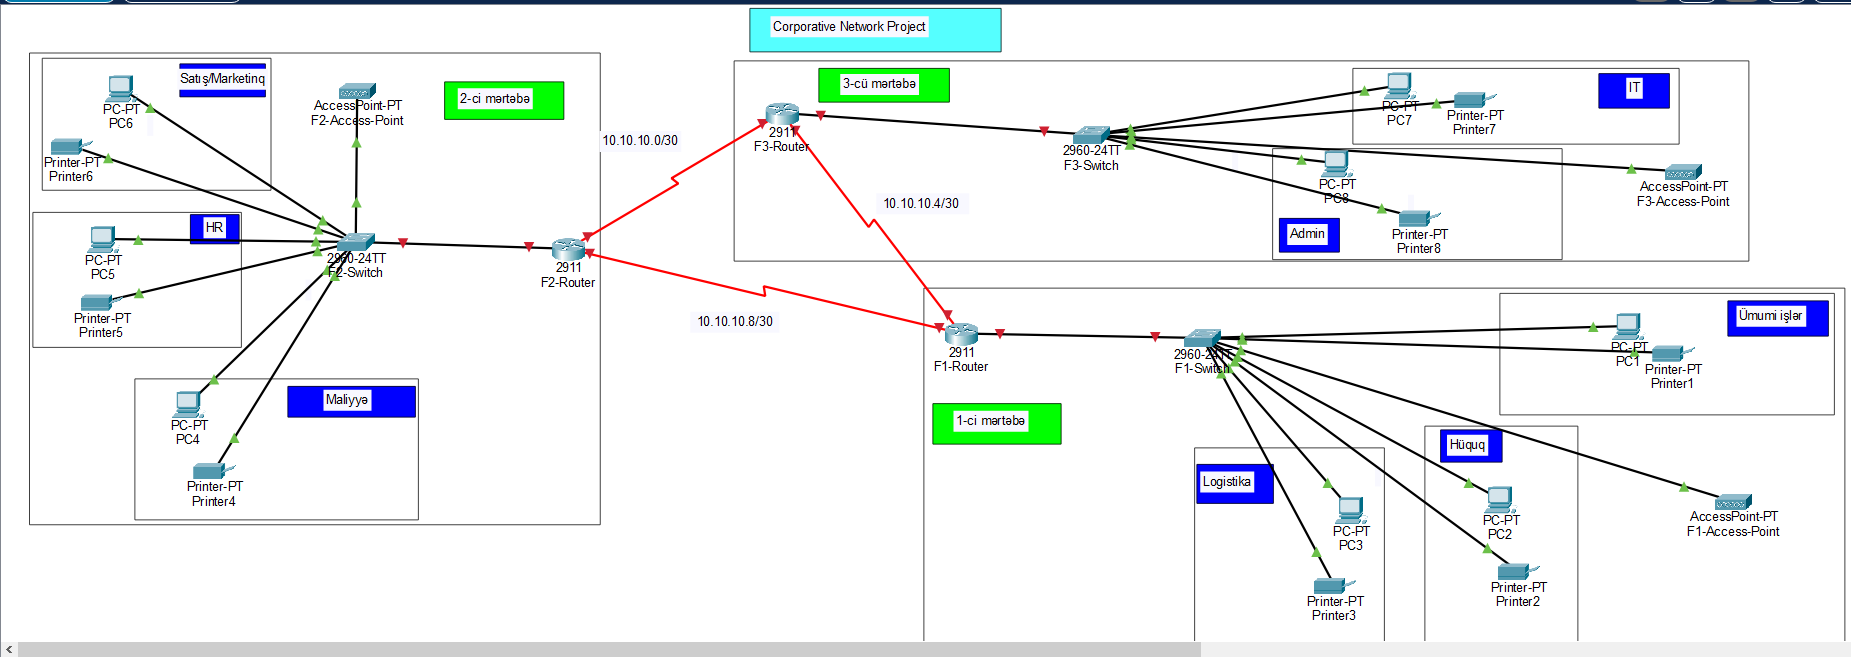 Corporative Network Project
Satış/Marketinq
PC-PT
PC6
Printer-PT
Printer6
AccessPoint-PT
F2-Access-Point
2-ci mərtəbə
HR
PC-PT
PC5
Printer-PT
Printer5
2960-24TT
F2-Switch
2911
F2-Router
Maliyyə
PC-PT
PC4
Printer-PT
Printer4
10.10.10.0/30
10.10.10.4/30
10.10.10.8/30
3-cü mərtəbə
2911
F3-Router
2960-24TT
F3-Switch
IT
PC-PT
PC7
Printer-PT
Printer7
Admin
PC-PT
PC8
Printer-PT
Printer8
AccessPoint-PT
F3-Access-Point
2911
F1-Router
1-ci mərtəbə
2960-24TT
F1-Switch
Ümumi işlər
PC-PT
PC1
Printer-PT
Printer1
Logistika
PC-PT
PC3
Printer-PT
Printer3
Hüquq
PC-PT
PC2
Printer-PT
Printer2
AccessPoint-PT
F1-Access-Point